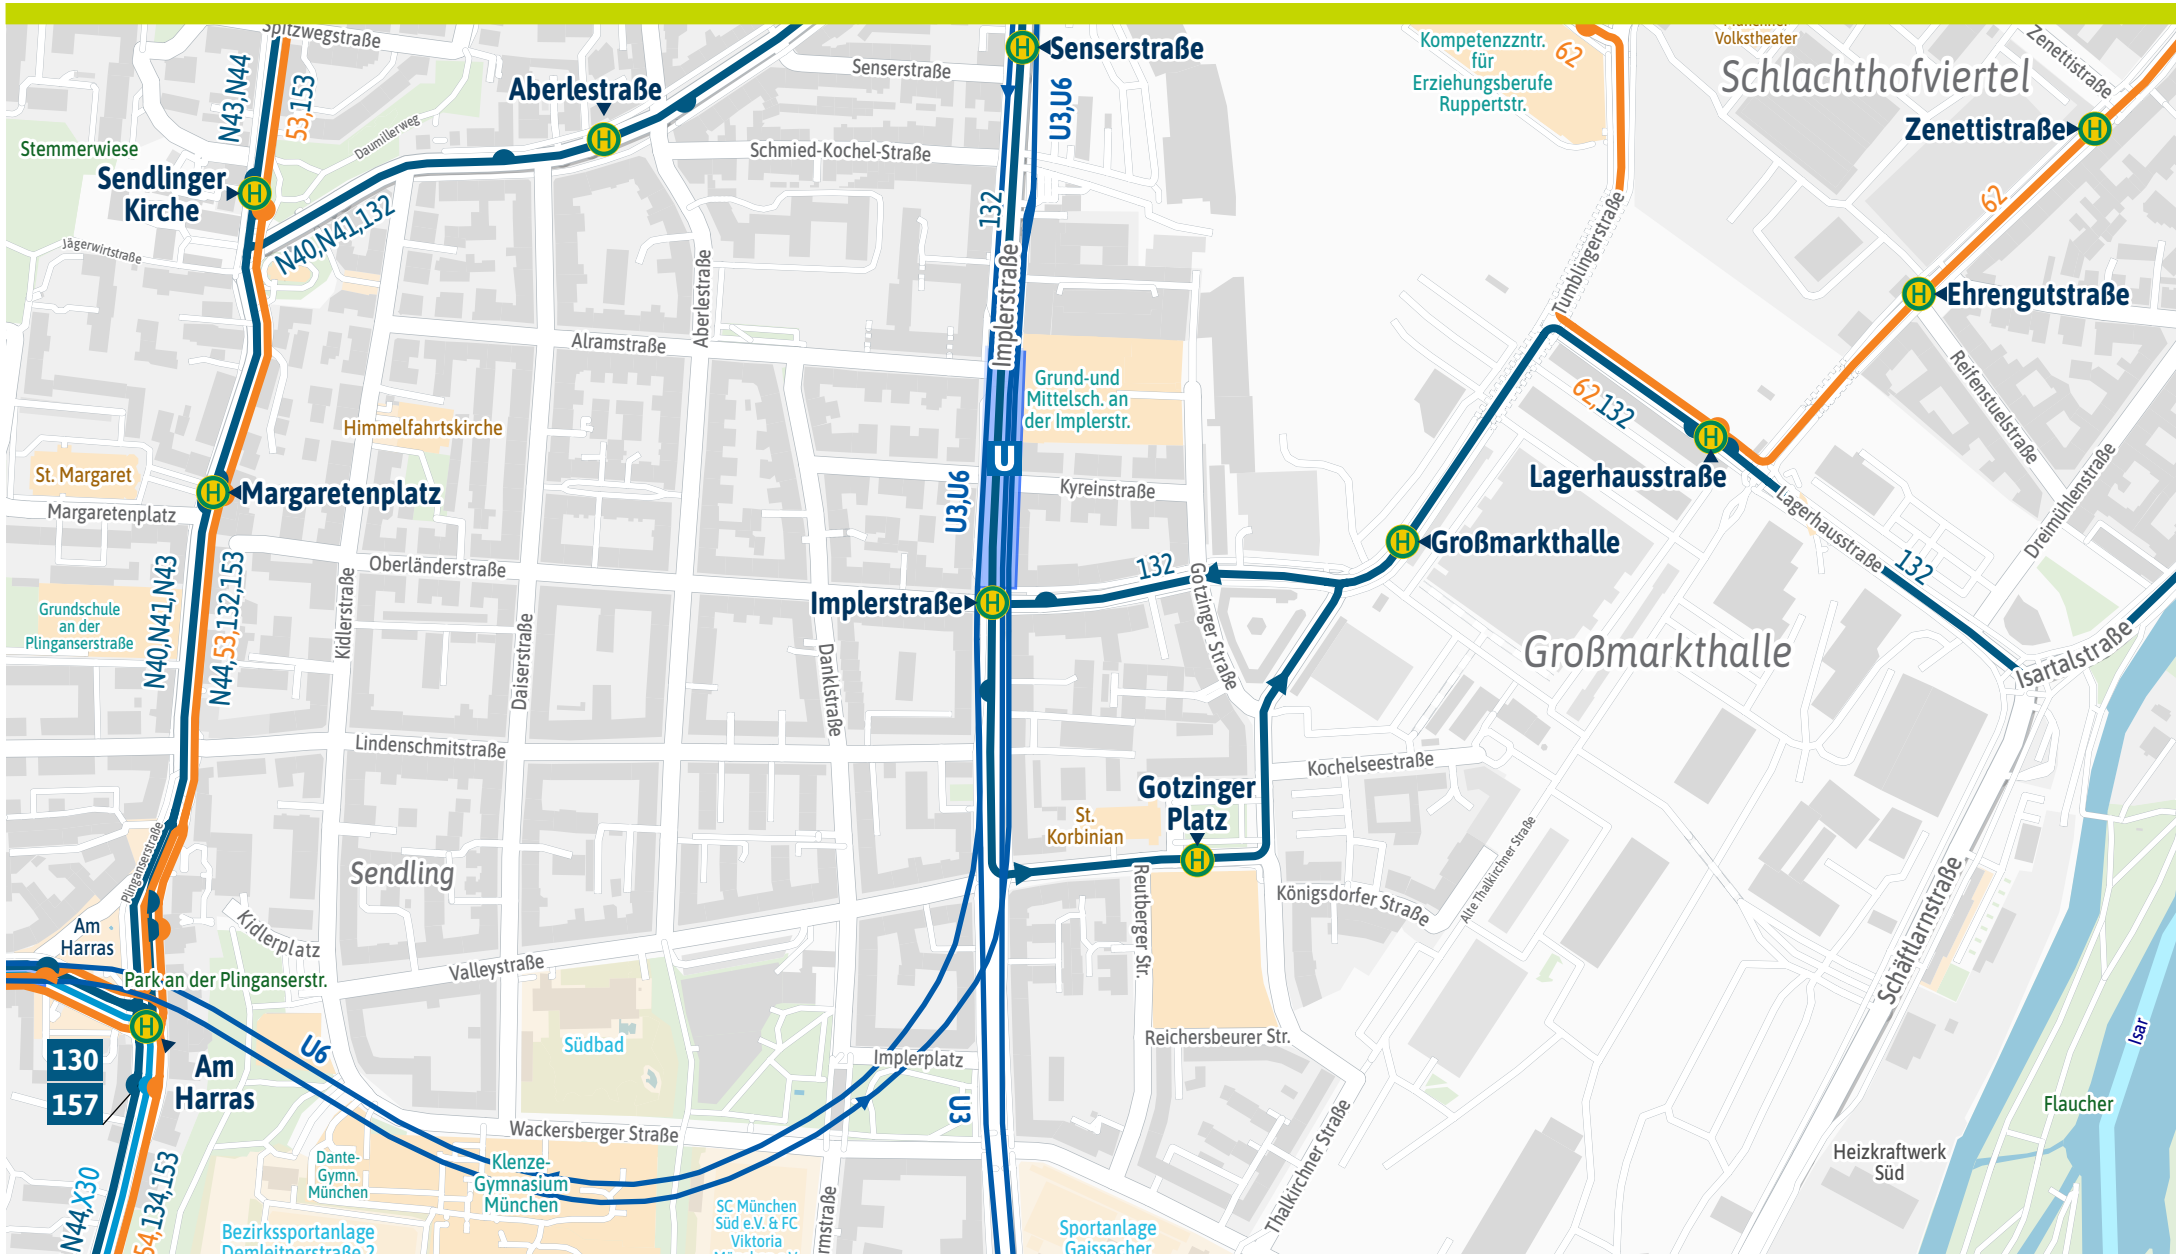 Spitzwegstraße
N43,N44
53,153
Aberlestraße
Senserstraße
Senserstraße
U3,U6
Kompetenzzntr.
für
Erziehungsberufe
Ruppertstr.
62
Volkstheater
Zenettistraße
Schlachthofviertel
Zenettistraße
Stemmerwiese
Daumillerweg
Schmied-Kochel-Straße
Sendlinger
Kirche
H
H
H
H
132
62
Jägerwirtstraße
N40,N41,132
Aberlestraße
Implerstraße
Tumblingerstraße
H
Ehrengutstraße
Alramstraße
Grund-und
Mittelsch. an
der Implerstr.
62,132
Reifenstuelstraße
Himmelfahrtskirche
St. Margaret
U
H
Lagerhausstraße
H
Margaretenplatz
Margaretenplatz
U3,U6
Kyreinstraße
Lagerhausstraße
Dreimühlenstraße
N40,N41,N43
N44,53,132,153
Oberländerstraße
Kidlerstraße
132
H
Großmarkthalle
132
Grundschule
an der
Plinganserstraße
Implerstraße
H
Gotzinger Straße
Großmarkthalle
Isartalstraße
Daiserstraße
Danklstraße
Lindenschmitstraße
Kochelseestraße
Gotzinger
Platz
H
St.
Korbinian
Plinganserstraße
Sendling
Reutberger Str.
Königsdorfer Straße
Alte Thalkirchner Straße
Schäftlarnstraße
Am
Harras
Kidlerplatz
Valleystraße
Park an der Plinganserstr.
H
130
157
Am
Harras
U6
Südbad
Implerplatz
Reichersbeurer Str.
Isar
U3
Flaucher
Wackersberger Straße
Thalkirchner Straße
Heizkraftwerk
Süd
Dante-
Gymn.
München
Klenze-
Gymnasium
München
N44,X30
54,134,153
SC München
Süd e.V. & FC
Viktoria
Bezirkssportanlage
Demleitnerstraße 2
Sportanlage
Gaissacher